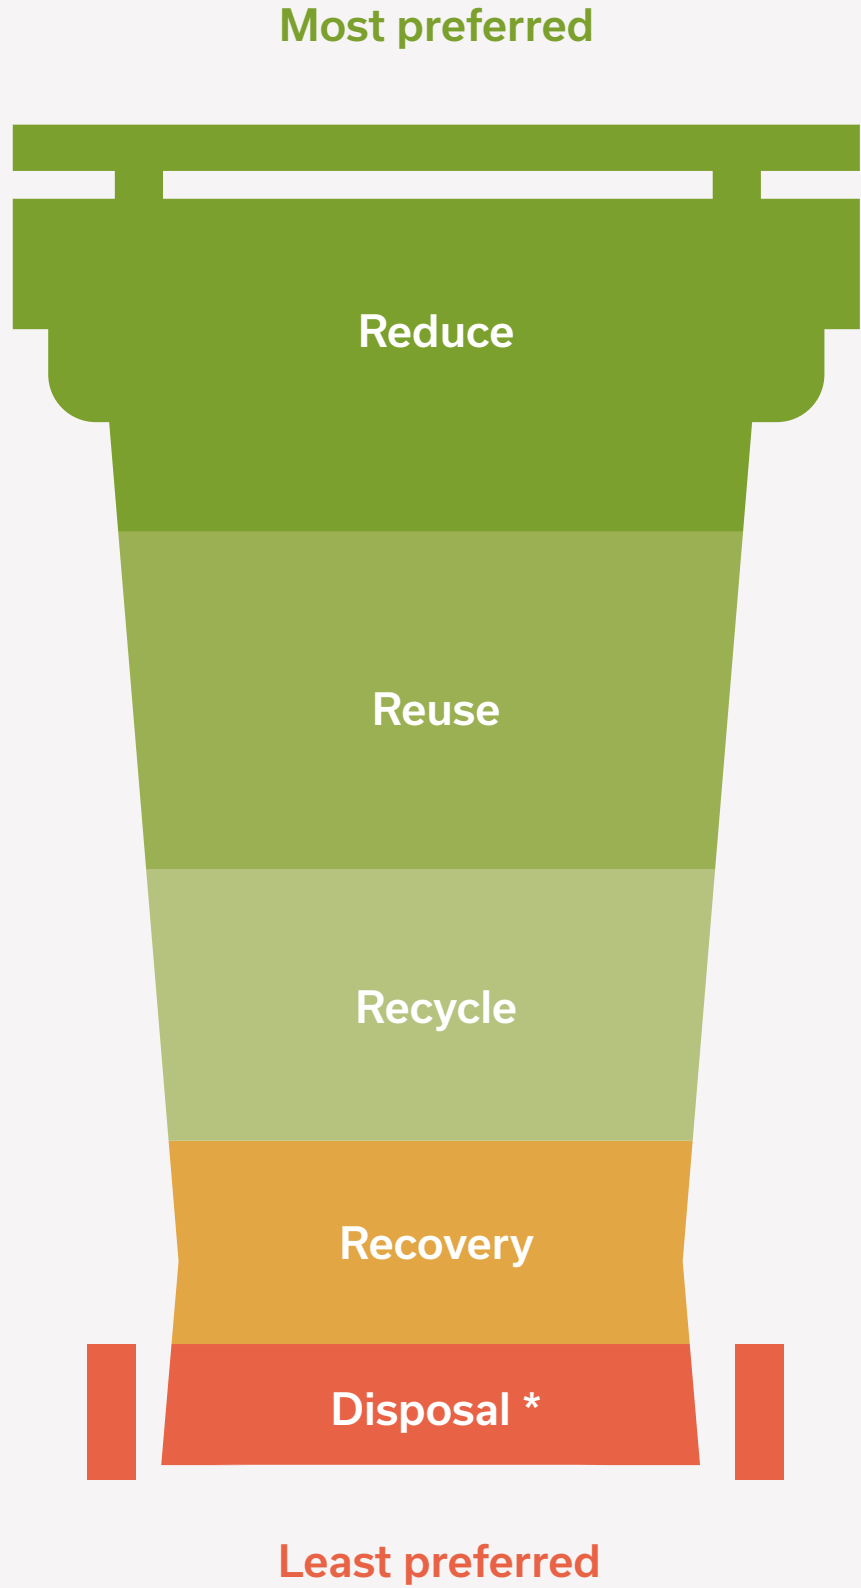 Most preferred
Reduce
Reuse
Recycle
Recovery
Disposal *
Least preferred